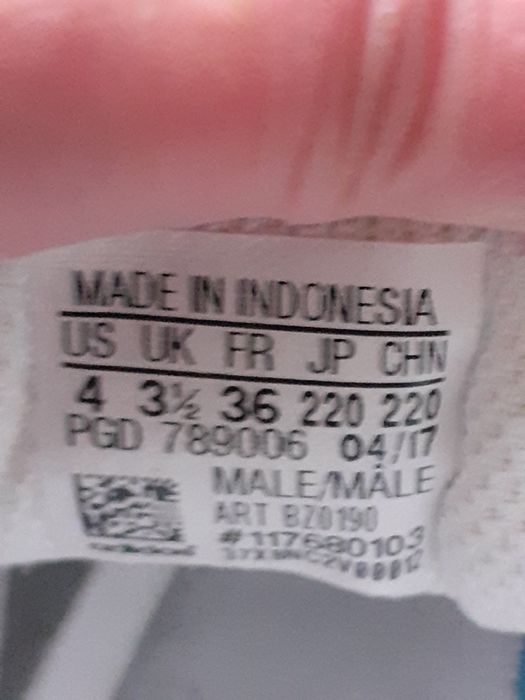 MADE IN INDONESIA
US UK FR JP CHN
4 3½ 36 220 220
PGD 789006 04/17
MALE/MÂLE
ART BZ0190
#117680103